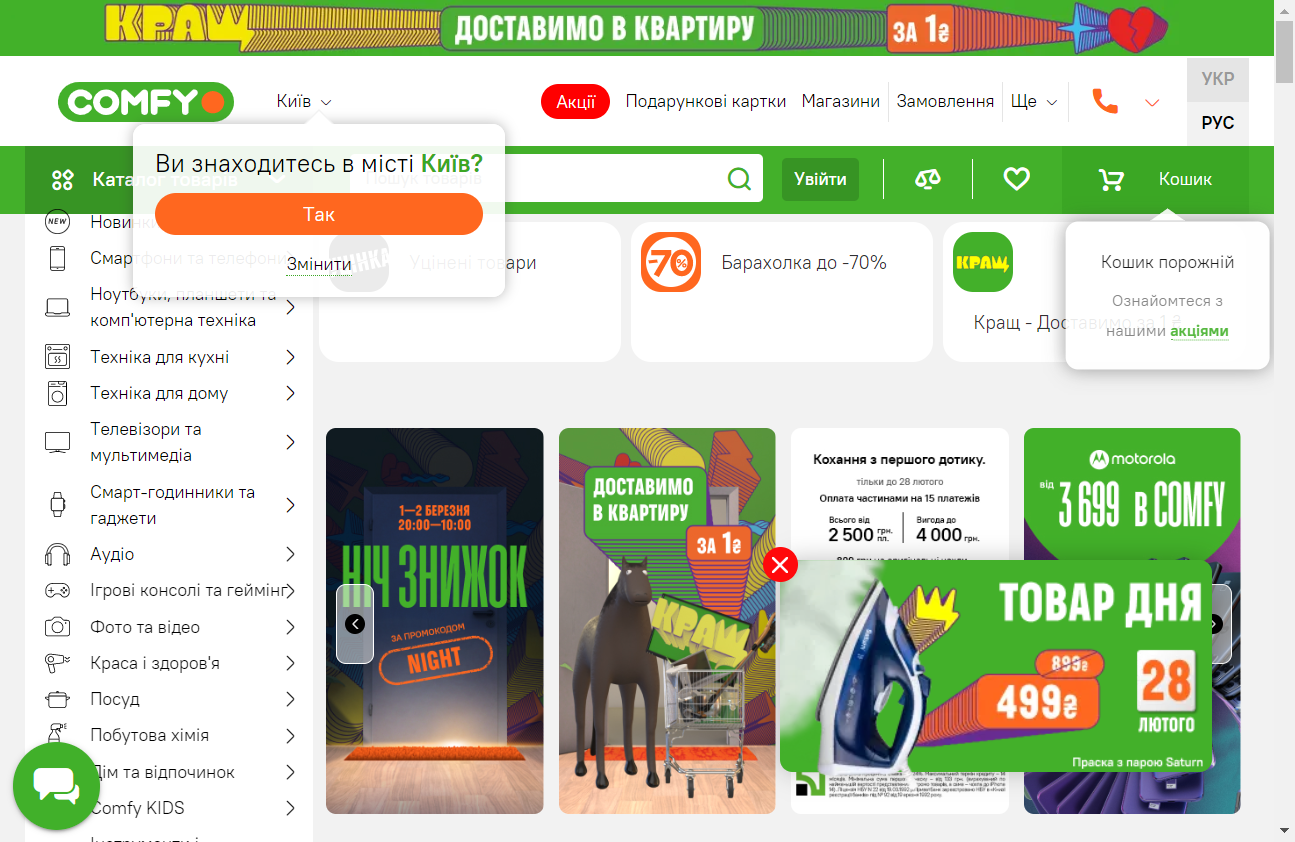 КРАЩ
ДОСТАВИМО В КВАРТИРУ
ЗА 1₴
COMFY
Київ
Акції
Подарункові картки
Магазини
Замовлення
Ще
УКР
РУС
Ви знаходитесь в місті Київ?
Так
Змінити
Каталог товарів
Пошук товарів
Увійти
Кошик
Кошик порожній
Ознайомтеся з
нашими акціями
NEW
Новинки
Смартфони та телефони
Ноутбуки, планшети та
комп'ютерна техніка
Техніка для кухні
Техніка для дому
Телевізори та
мультимедіа
Смарт-годинники та
гаджети
Аудіо
Ігрові консолі та геймінг
Фото та відео
Краса і здоров'я
Посуд
Побутова хімія
Дім та відпочинок
Comfy KIDS
Інструменти і
Уцінені товари
-70%
Барахолка до -70%
КРАЩ
Кращ - Доставимо за 1 ₴
1—2 БЕРЕЗНЯ
20:00—10:00
НІЧ ЗНИЖОК
ЗА ПРОМОКОДОМ
NIGHT
ДОСТАВИМО
В КВАРТИРУ
ЗА 1₴
КРАЩ
Кохання з першого дотику.
тільки до 28 лютого
Оплата частинами на 15 платежів
Всього від
2 500 грн. пл.
Вигода до
4 000 грн.
motorola
від 3 699 в COMFY
ТОВАР ДНЯ
899₴
499₴
28
ЛЮТОГО
Праска з парою Saturn